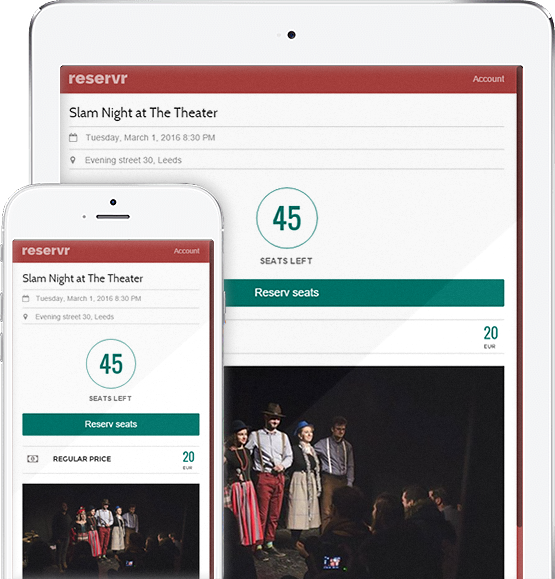 reservr
Account
Slam Night at The Theater
Tuesday, March 1, 2016 8:30 PM
Evening street 30, Leeds
45
SEATS LEFT
Reserv seats
20
EUR
reservr
Account
Slam Night at The Theater
Tuesday, March 1, 2016 8:30 PM
Evening street 30, Leeds
45
SEATS LEFT
Reserv seats
REGULAR PRICE
20
EUR